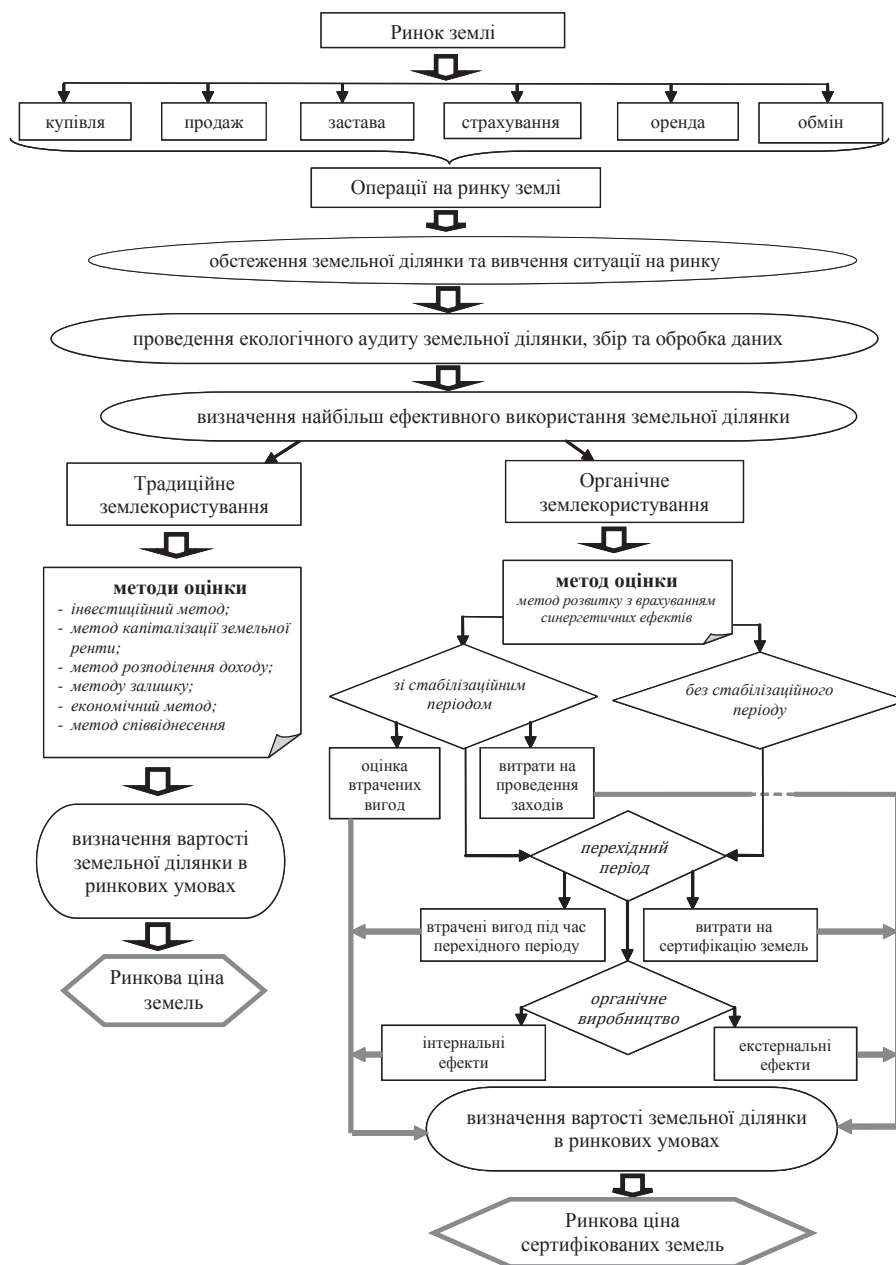 Ринок землі
купівля
продаж
застава
страхування
оренда
обмін
Операції на ринку землі
обстеження земельної ділянки та вивчення ситуації на ринку
проведення екологічного аудиту земельної ділянки, збір та обробка даних
визначення найбільш ефективного використання земельної ділянки
Традиційне
землекористування
Органічне
землекористування
методи оцінки
- інвестиційний метод;
- метод капіталізації земельної
ренти;
- метод розподілення доходу;
- методу залишку;
- економічний метод;
- метод співвіднесення
метод оцінки
метод розвитку з врахуванням
синергетичних ефектів
зі стабілізаційним
періодом
без стабілізаційного
періоду
оцінка
втрачених
вигод
витрати на
проведення
заходів
визначення вартості
земельної ділянки в
ринкових умовах
перехідний
період
втрачені вигод під час
перехідного періоду
витрати на
сертифікацію земель
Ринкова ціна
земель
органічне
виробництво
інтернальні
ефекти
екстернальні
ефекти
визначення вартості земельної ділянки
в ринкових умовах
Ринкова ціна
сертифікованих земель